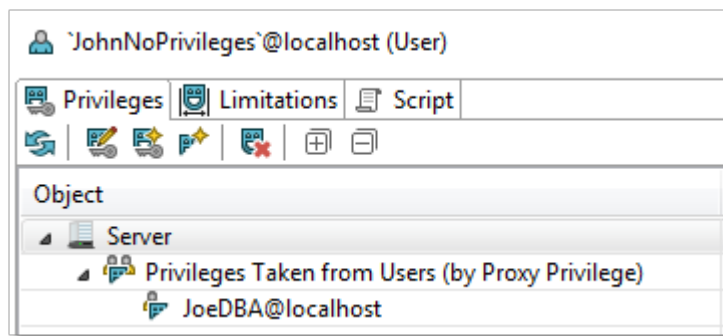 `JohnNoPrivileges`@localhost (User)
Privileges Limitations Script
Object
Server
Privileges Taken from Users (by Proxy Privilege)
JoeDBA@localhost